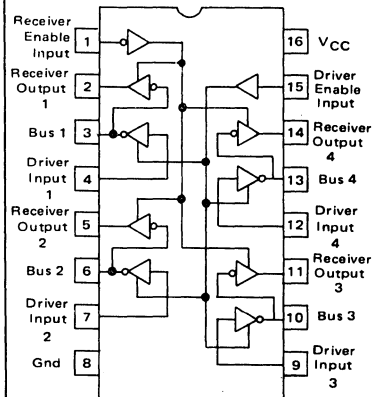 Receiver
Enable
Input
1
Receiver
Output
1
2
Bus 1
3
Driver
Input
1
4
Receiver
Output
2
5
Bus 2
6
Driver
Input
2
7
Gnd
8
16
VCC
15
Driver
Enable
Input
14
Receiver
Output
4
13
Bus 4
12
Driver
Input
4
11
Receiver
Output
3
10
Bus 3
9
Driver
Input
3